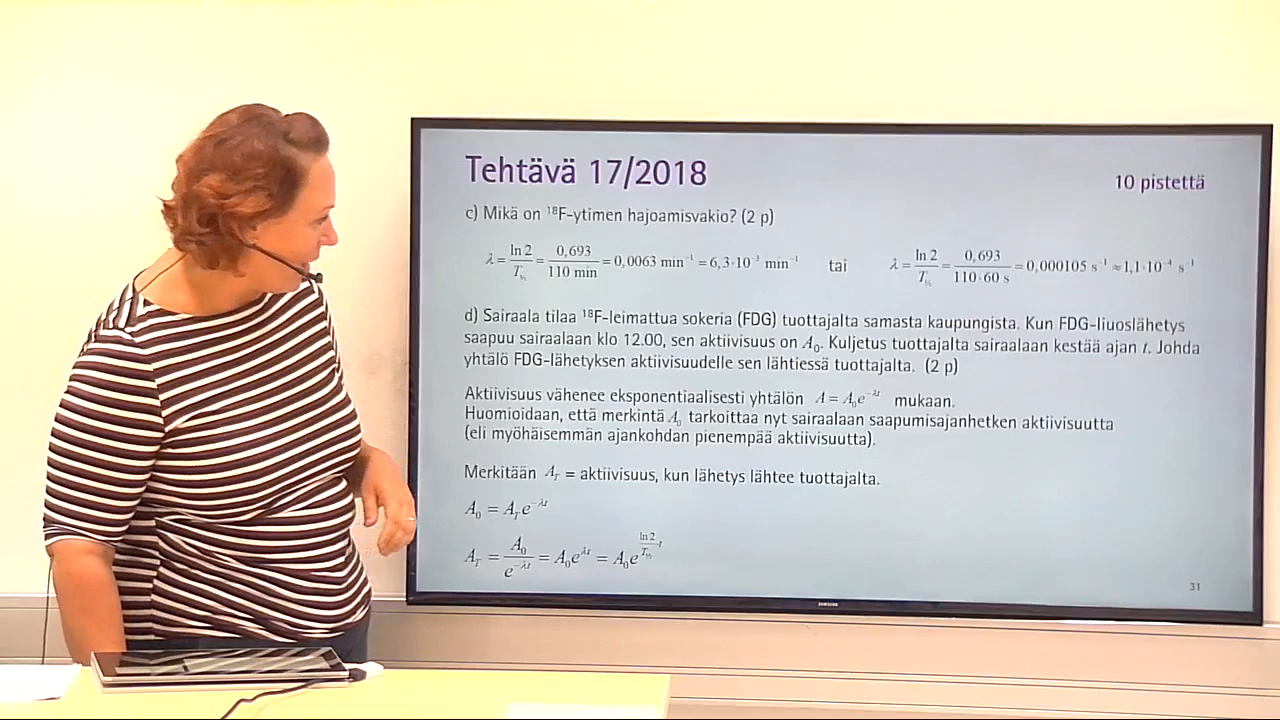 Tehtävä 17/2018
10 pistettä
c) Mikä on ¹⁸F-ytimen hajoamisvakio? (2 p)
λ = ln 2 / T½ = 0,693 / 110 min = 0,0063 min⁻¹ = 6,3·10⁻³ min⁻¹ tai λ = ln 2 / T½ = 0,693 / 110·60 s = 0,000105 s⁻¹ ≈ 1,1·10⁻⁴ s⁻¹
d) Sairaala tilaa ¹⁸F-leimattua sokeria (FDG) tuottajalta samasta kaupungista. Kun FDG-liuoslähetys
saapuu sairaalaan klo 12.00, sen aktiivisuus on A₀. Kuljetus tuottajalta sairaalaan kestää ajan t. Johda
yhtälö FDG-lähetyksen aktiivisuudelle sen lähtiessä tuottajalta. (2 p)
Aktiivisuus vähenee eksponentiaalisesti yhtälön A = A₀e^(−λt) mukaan.
Huomioidaan, että merkintä A₀ tarkoittaa nyt sairaalaan saapumisajanhetken aktiivisuutta
(eli myöhäisemmän ajankohdan pienempää aktiivisuutta).
Merkitään A_T = aktiivisuus, kun lähetys lähtee tuottajalta.
A₀ = A_T e^(−λt)
A_T = A₀ / e^(−λt) = A₀e^(λt) = A₀e^((ln 2 / T½) t)
31
SAMSUNG